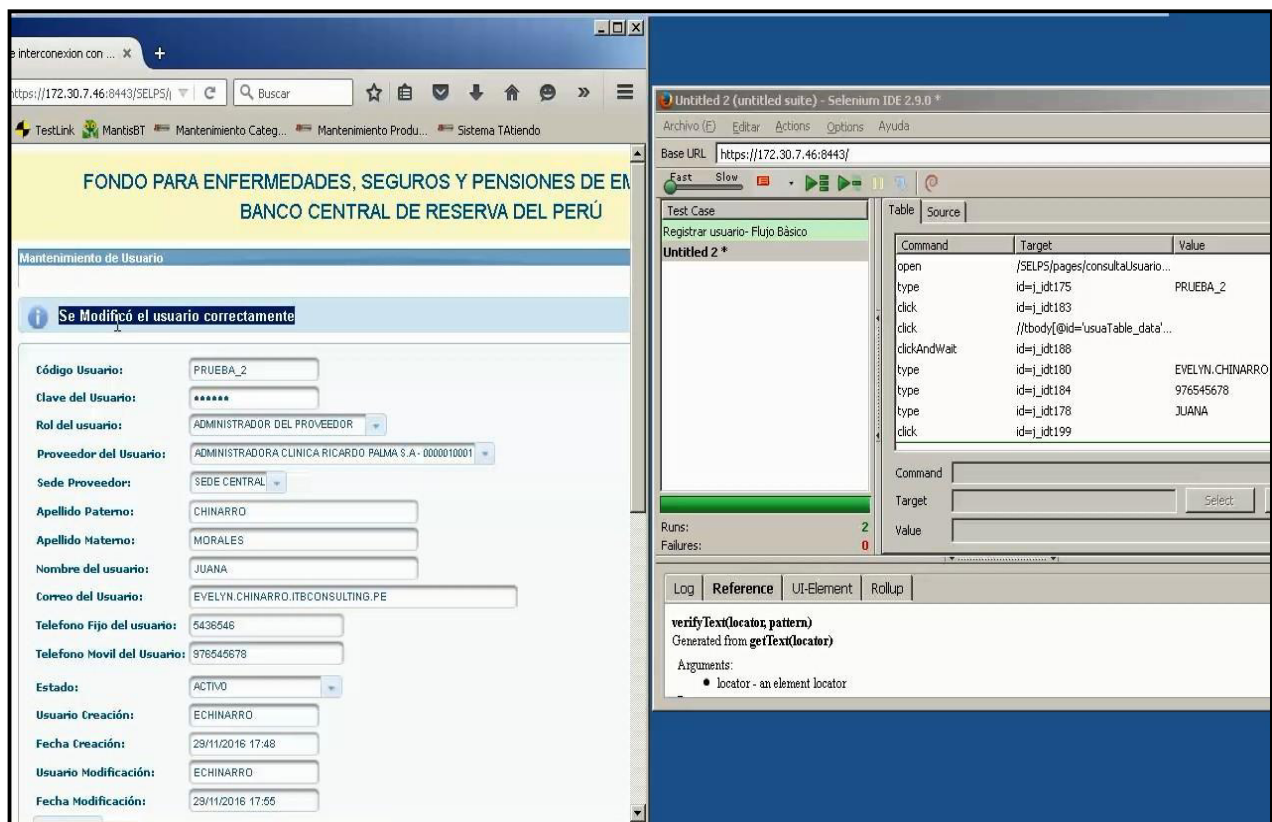 e interconexion con ... × +
ttps://172.30.7.46:8443/SELPS/ Buscar
TestLink MantisBT Mantenimiento Categ... Mantenimiento Produ... Sistema TAtiendo
FONDO PARA ENFERMEDADES, SEGUROS Y PENSIONES DE EM
BANCO CENTRAL DE RESERVA DEL PERÚ
Mantenimiento de Usuario
Se Modificó el usuario correctamente
Código Usuario: PRUEBA_2
Clave del Usuario: ••••••
Rol del usuario: ADMINISTRADOR DEL PROVEEDOR
Proveedor del Usuario: ADMINISTRADORA CLINICA RICARDO PALMA S.A - 0000010001
Sede Proveedor: SEDE CENTRAL
Apellido Paterno: CHINARRO
Apellido Materno: MORALES
Nombre del usuario: JUANA
Correo del Usuario: EVELYN.CHINARRO.ITBCONSULTING.PE
Telefono Fijo del usuario: 5436546
Telefono Movil del Usuario: 976545678
Estado: ACTIVO
Usuario Creación: ECHINARRO
Fecha Creación: 29/11/2016 17:48
Usuario Modificación: ECHINARRO
Fecha Modificación: 29/11/2016 17:55
Untitled 2 (untitled suite) - Selenium IDE 2.9.0 *
Archivo (F) Editar Actions Options Ayuda
Base URL https://172.30.7.46:8443/
Fast Slow
Test Case
Registrar usuario- Flujo Bàsico
Untitled 2 *
Runs: 2
Failures: 0
Table Source
Command Target Value
open /SELPS/pages/consultaUsuario...
type id=j_idt175 PRUEBA_2
click id=j_idt183
click //tbody[@id='usuaTable_data'...
clickAndWait id=j_idt188
type id=j_idt180 EVELYN.CHINARRO
type id=j_idt184 976545678
type id=j_idt178 JUANA
click id=j_idt199
Command
Target Select
Value
Log Reference UI-Element Rollup
verifyText(locator, pattern)
Generated from getText(locator)
Arguments:
• locator - an element locator